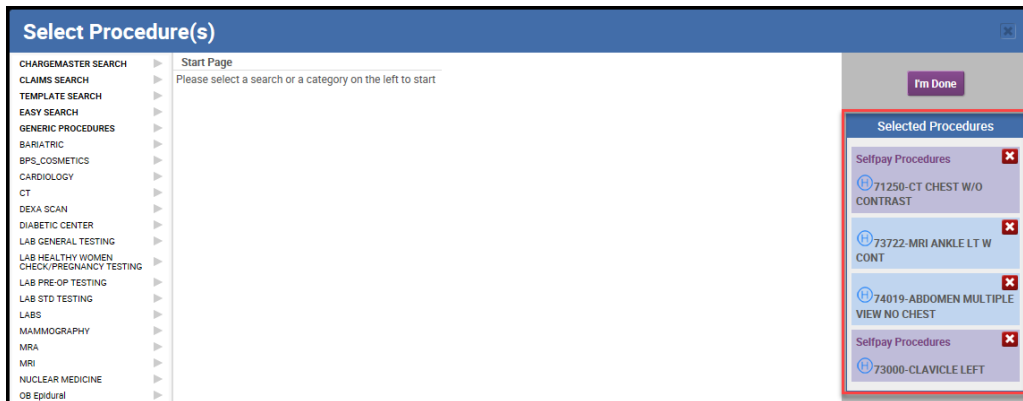 Select Procedure(s)
CHARGEMASTER SEARCH
CLAIMS SEARCH
TEMPLATE SEARCH
EASY SEARCH
GENERIC PROCEDURES
BARIATRIC
BPS_COSMETICS
CARDIOLOGY
CT
DEXA SCAN
DIABETIC CENTER
LAB GENERAL TESTING
LAB HEALTHY WOMEN
CHECK/PREGNANCY TESTING
LAB PRE-OP TESTING
LAB STD TESTING
LABS
MAMMOGRAPHY
MRA
MRI
NUCLEAR MEDICINE
OB Epidural
Start Page
Please select a search or a category on the left to start
I'm Done
Selected Procedures
Selfpay Procedures
H 71250-CT CHEST W/O
CONTRAST
H 73722-MRI ANKLE LT W
CONT
H 74019-ABDOMEN MULTIPLE
VIEW NO CHEST
Selfpay Procedures
H 73000-CLAVICLE LEFT